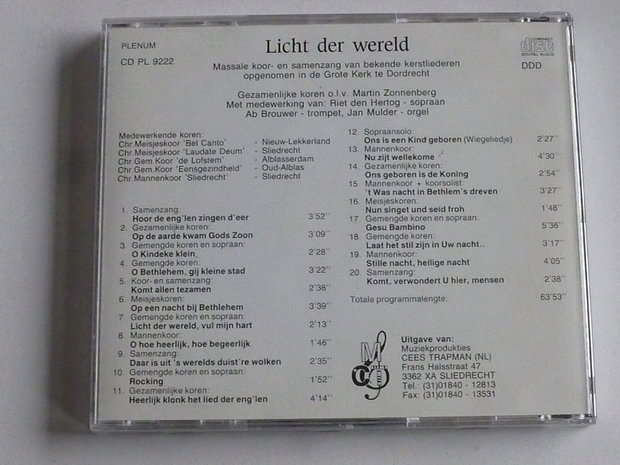 PLENUM
CD PL 9222
Licht der wereld
Massale koor- en samenzang van bekende kerstliederen
opgenomen in de Grote Kerk te Dordrecht
COMPACT
disc
DIGITAL AUDIO
DDD
Gezamenlijke koren o.l.v. Martin Zonnenberg
Met medewerking van: Riet den Hertog - sopraan
Ab Brouwer - trompet, Jan Mulder - orgel
Medewerkende koren:
Chr. Meisjeskoor 'Bel Canto' - Nieuw-Lekkerland
Chr. Meisjeskoor 'Laudate Deum' - Sliedrecht
Chr. Gem. Koor 'de Lofstem' - Alblasserdam
Chr. Gem. Koor 'Eensgezindheid' - Oud-Alblas
Chr. Mannenkoor 'Sliedrecht' - Sliedrecht
1. Samenzang:
Hoor de eng'len zingen d'eer 3'52"
2. Gezamenlijke koren:
Op de aarde kwam Gods Zoon 3'09"
3. Gemengde koren en sopraan:
O Kindeke klein 2'28"
4. Gemengde koren:
O Bethlehem, gij kleine stad 3'22"
5. Koor- en samenzang:
Komt allen tezamen 2'38"
6. Meisjeskoren:
Op een nacht bij Bethlehem 3'39"
7. Gemengde koren en sopraan:
Licht der wereld, vul mijn hart 2'13"
8. Mannenkoor:
O hoe heerlijk, hoe begeerlijk 1'46"
9. Samenzang:
Daar is uit 's werelds duist're wolken 2'35"
10. Gemengde koren en sopraan:
Rocking 1'52"
11. Gezamenlijke koren:
Heerlijk klonk het lied der eng'len 4'14"
12. Sopraansolo:
Ons is een Kind geboren (Wiegeliedje) 2'27"
13. Mannenkoor:
Nu zijt wellekome 4'30"
14. Gezamenlijke koren:
Ons geboren is de Koning 2'54"
15. Mannenkoor + koorsolist:
't Was nacht in Bethlem's dreven 3'27"
16. Meisjeskoren:
Nun singet und seid froh 1'48"
17. Gemengde koren en sopraan:
Gesu Bambino 5'36"
18. Gemengde koren:
Laat het stil zijn in Uw nacht.. 3'17"
19. Mannenkoor:
Stille nacht, heilige nacht 4'05"
20. Samenzang:
Komt, verwondert U hier, mensen 2'38"
Totale programmalengte: 63'53"
Uitgave van:
Muziekprodukties
CEES TRAPMAN (NL)
Frans Halsstraat 47
3362 XA SLIEDRECHT
Tel.: (31)01840 - 12813
Fax: (31)01840 - 13531